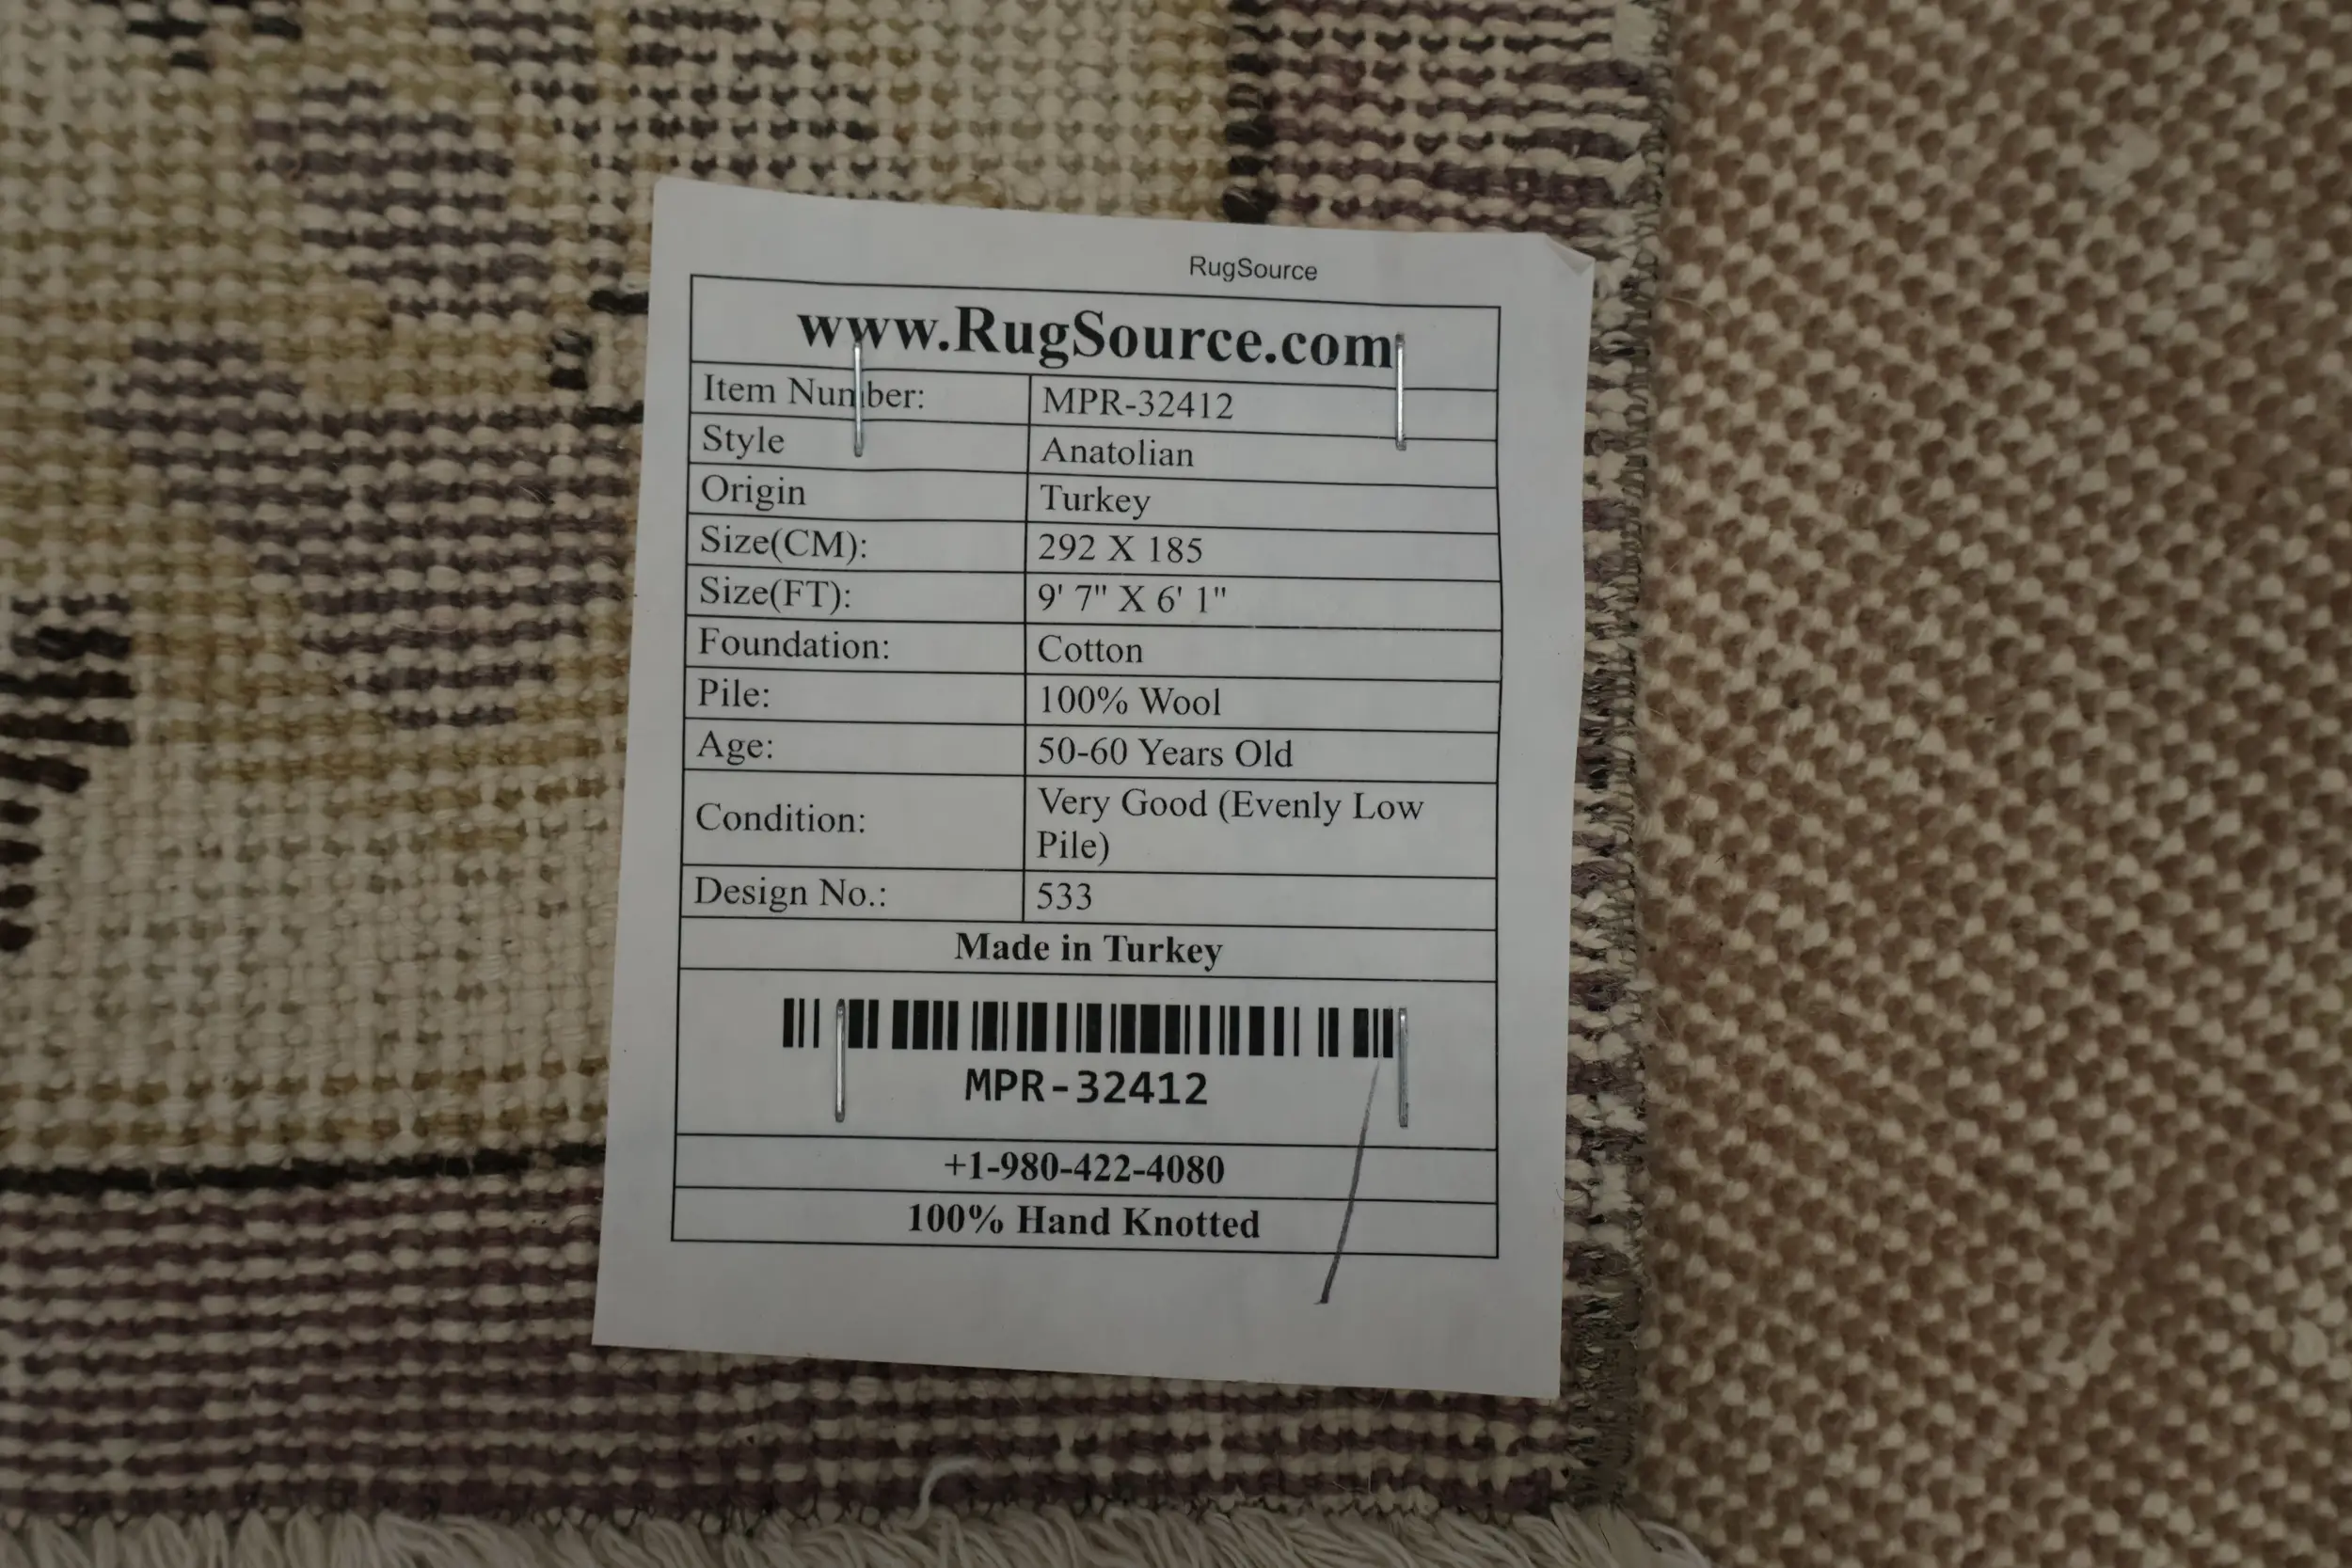 RugSource
www.RugSource.com
Item Number: MPR-32412
Style Anatolian
Origin Turkey
Size(CM): 292 X 185
Size(FT): 9' 7" X 6' 1"
Foundation: Cotton
Pile: 100% Wool
Age: 50-60 Years Old
Condition: Very Good (Evenly Low
Pile)
Design No.: 533
Made in Turkey
MPR-32412
+1-980-422-4080
100% Hand Knotted